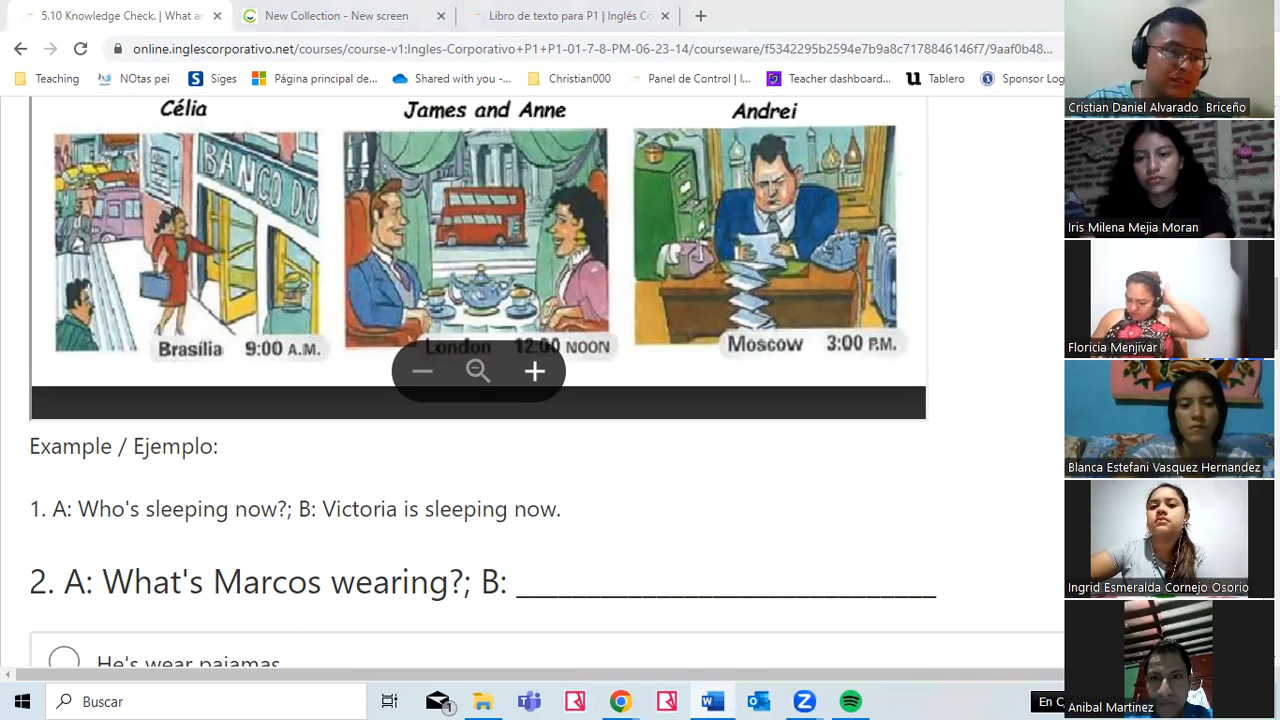 5.10 Knowledge Check. | What ar
New Collection - New screen
Libro de texto para P1 | Inglés Co
online.inglescorporativo.net/courses/course-v1:Ingles-Corporativo+P1+P1-01-7-8-PM-06-23-14/courseware/f5342295b2594e7b9a8c7178846146f7/9aaf0b48...
Teaching
NOtas pei
Siges
Página principal de...
Shared with you -...
Christian000
Panel de Control | I...
Teacher dashboard...
Tablero
Sponsor Log
Célia
James and Anne
Andrei
BANCO DO
Brasília 9:00 A.M.
London 12:00 NOON
Moscow 3:00 P.M.
Example / Ejemplo:
1. A: Who's sleeping now?; B: Victoria is sleeping now.
2. A: What's Marcos wearing?; B: ___________________________________
He's wear pajamas
Buscar
1
En C
Cristian Daniel Alvarado Briceño
Iris Milena Mejia Moran
Floricia Menjívar
Blanca Estefani Vasquez Hernandez
Ingrid Esmeralda Cornejo Osorio
Anibal Martinez